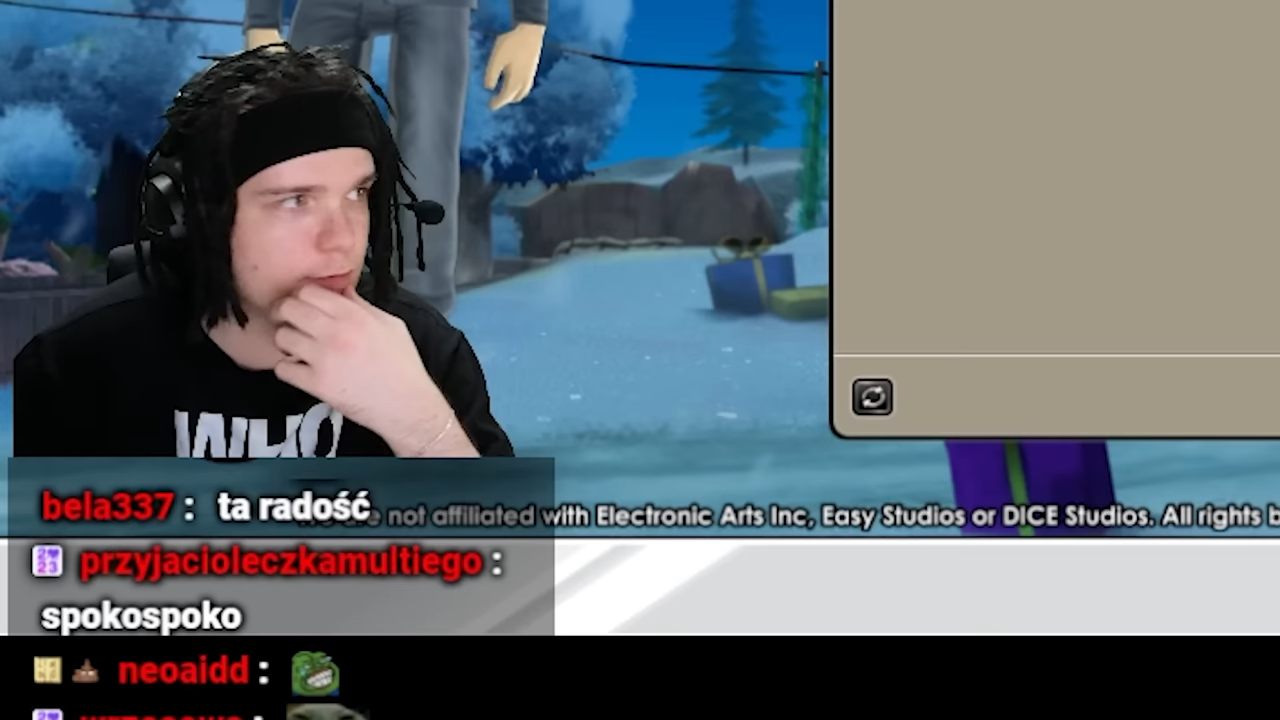 WHO
bela337 : ta radość
not affiliated with Electronic Arts Inc, Easy Studios or DICE Studios. All rights
przyjacioleczkamultiego :
spokospoko
neoaidd :